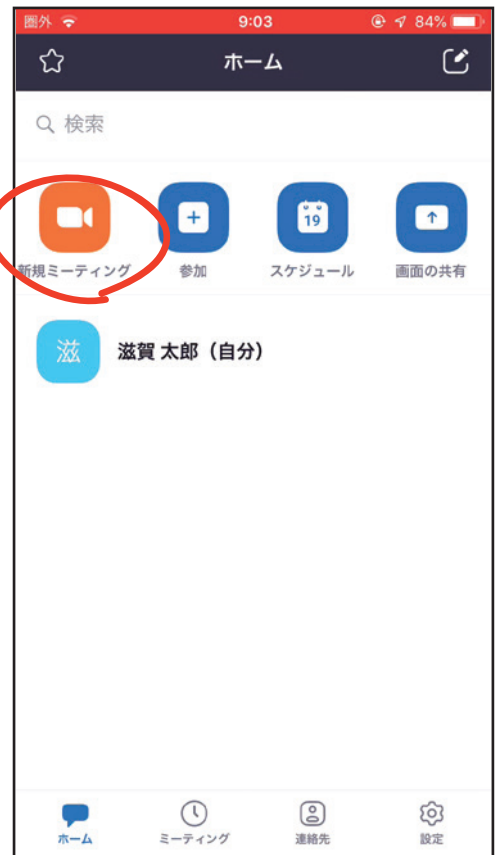 圏外 9:03 84%
ホーム
検索
19
新規ミーティング 参加 スケジュール 画面の共有
滋 滋賀 太郎（自分）
ホーム ミーティング 連絡先 設定